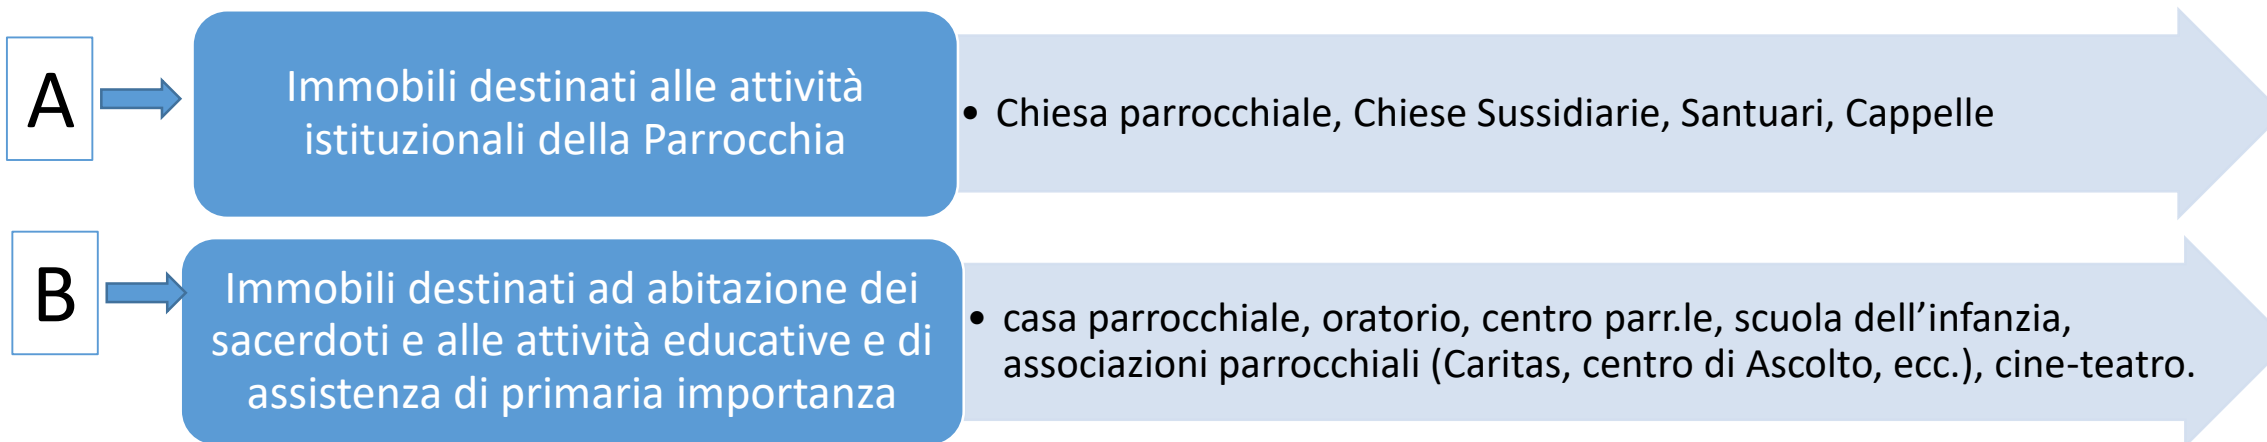 A
Immobili destinati alle attività
istituzionali della Parrocchia
• Chiesa parrocchiale, Chiese Sussidiarie, Santuari, Cappelle
B
Immobili destinati ad abitazione dei
sacerdoti e alle attività educative e di
assistenza di primaria importanza
• casa parrocchiale, oratorio, centro parr.le, scuola dell’infanzia,
associazioni parrocchiali (Caritas, centro di Ascolto, ecc.), cine-teatro.